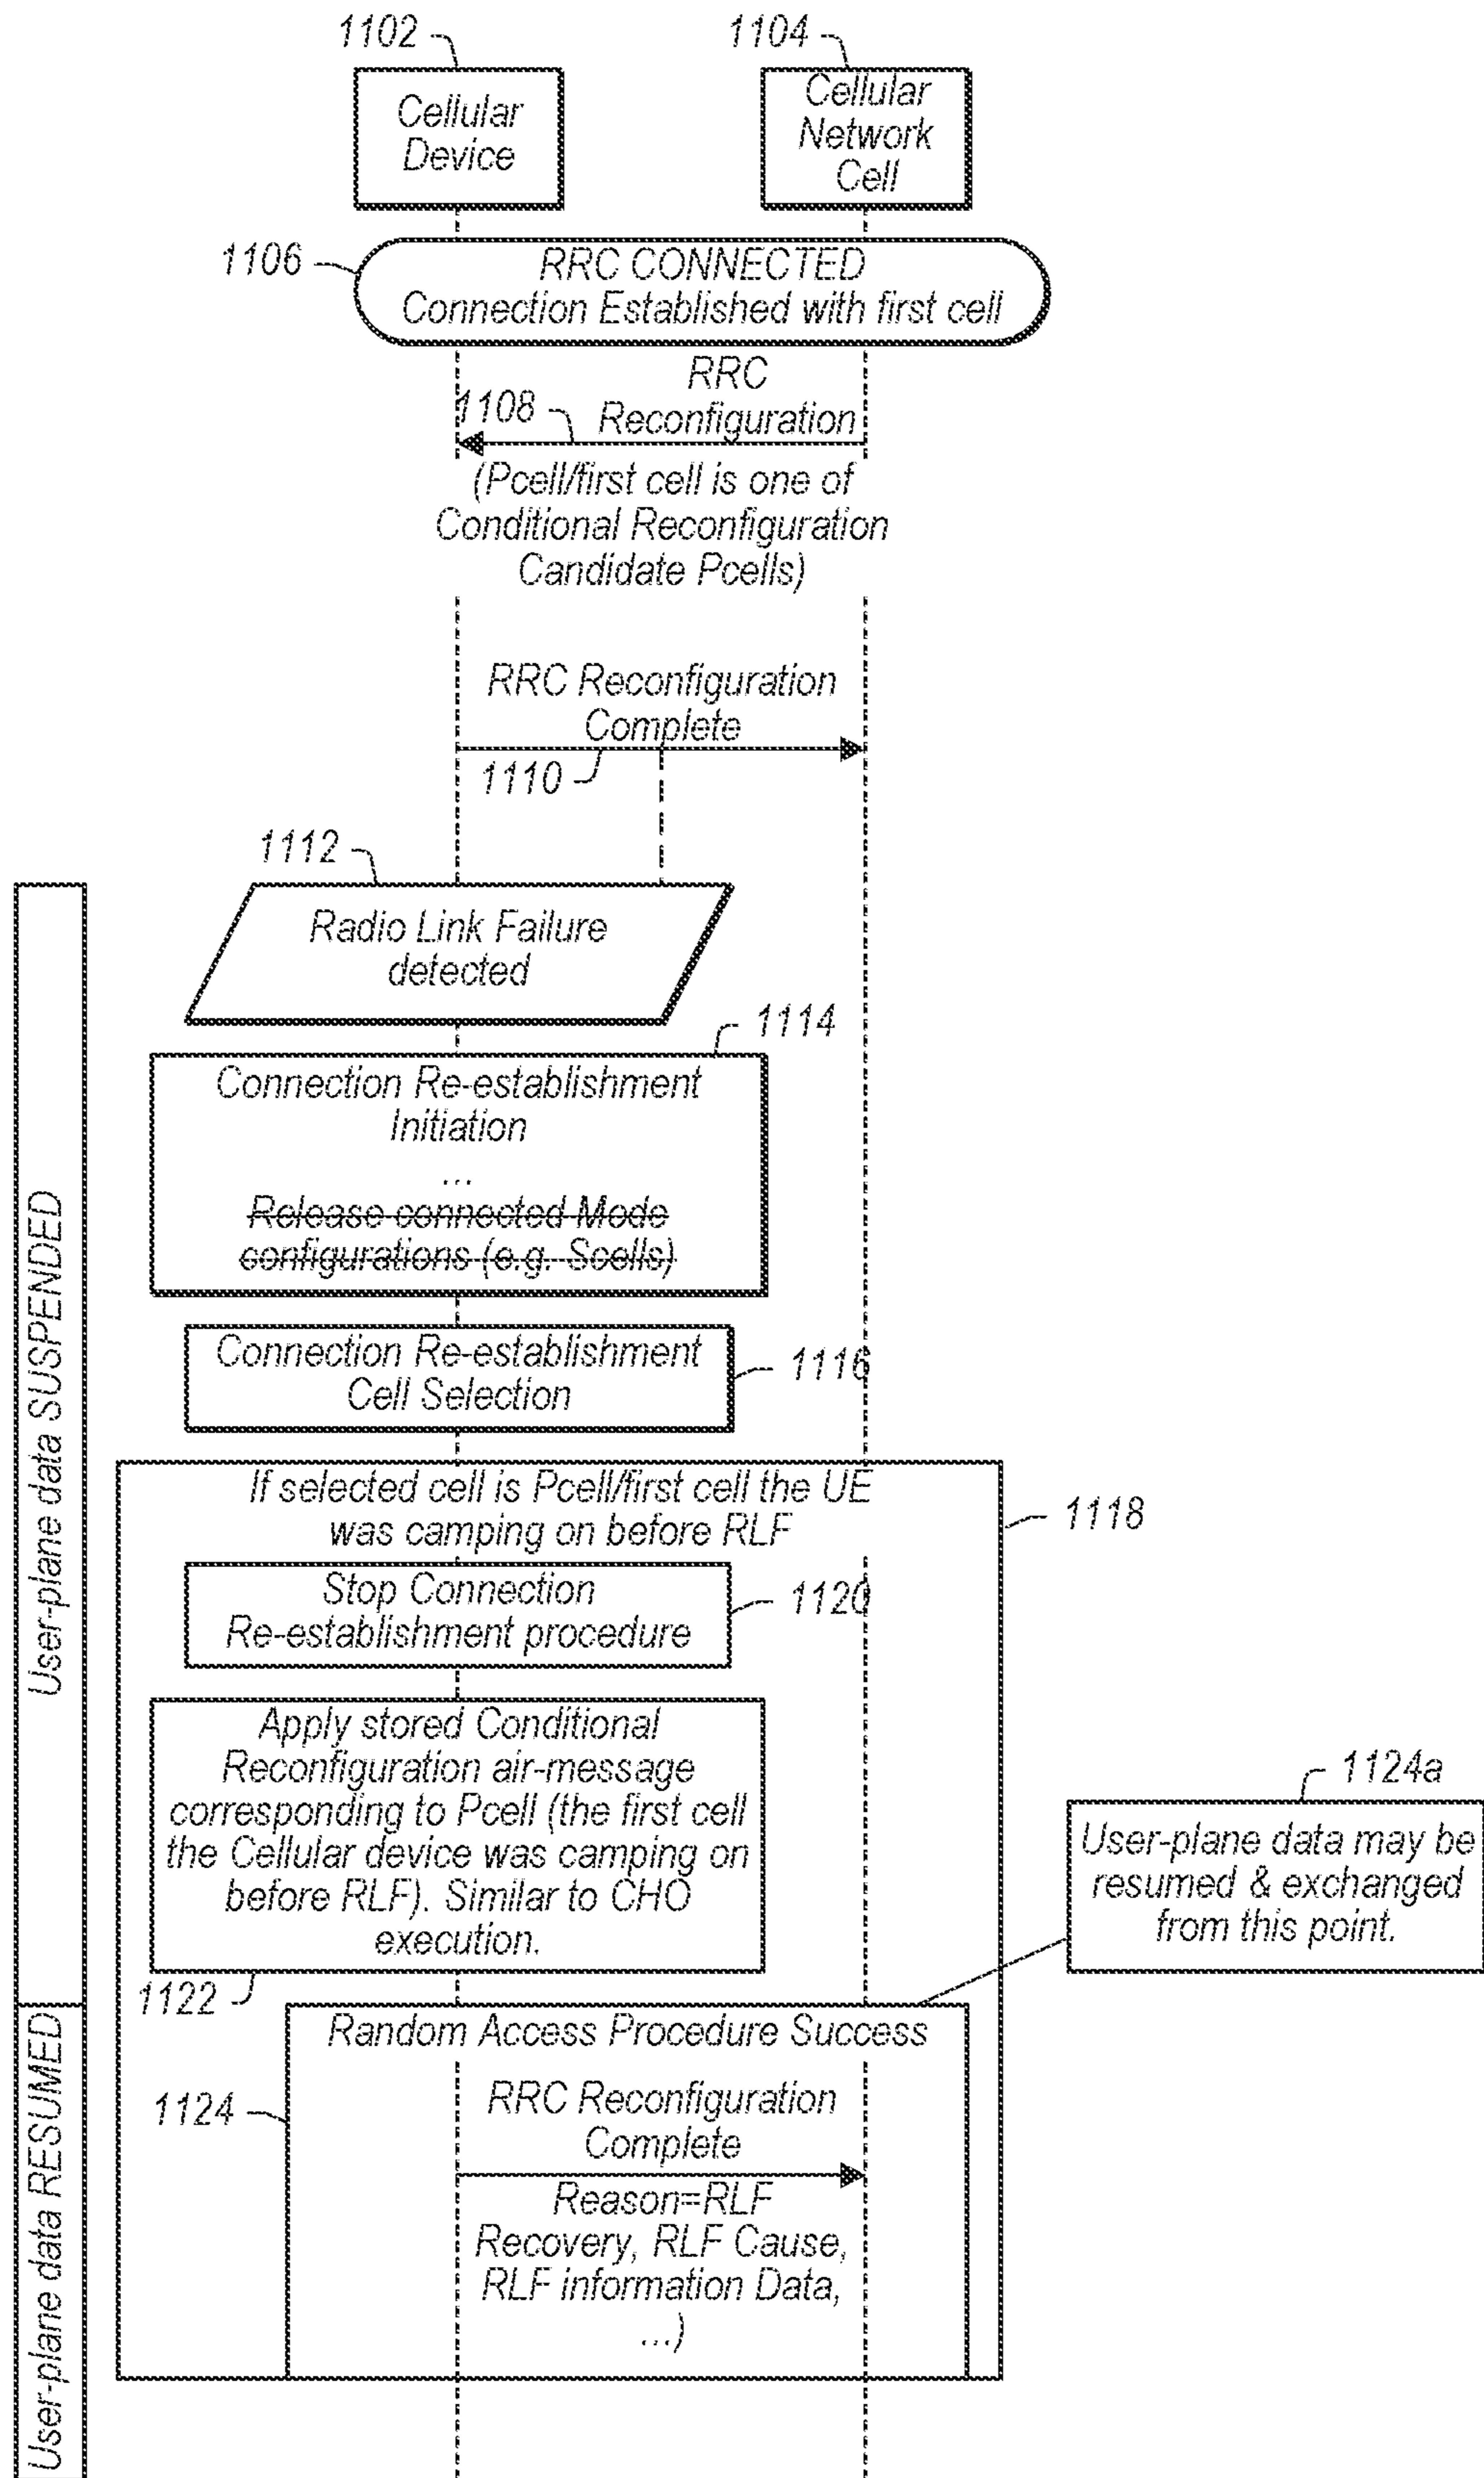 1102
1104
Cellular
Device
Cellular
Network
Cell
1106
RRC CONNECTED
Connection Established with first cell
RRC
1108
Reconfiguration
(Pcell/first cell is one of
Conditional Reconfiguration
Candidate Pcells)
RRC Reconfiguration
Complete
1110
1112
Radio Link Failure
detected
1114
Connection Re-establishment
Initiation
...
Release connected Mode
configurations (e.g. Scells)
Connection Re-establishment
Cell Selection
1116
User-plane data SUSPENDED
If selected cell is Pcell/first cell the UE
was camping on before RLF
1118
Stop Connection
Re-establishment procedure
1120
Apply stored Conditional
Reconfiguration air-message
corresponding to Pcell (the first cell
the Cellular device was camping on
before RLF). Similar to CHO
execution.
1122
1124a
User-plane data may be
resumed & exchanged
from this point.
User-plane data RESUMED
Random Access Procedure Success
1124
RRC Reconfiguration
Complete
Reason=RLF
Recovery, RLF Cause,
RLF information Data,
...)